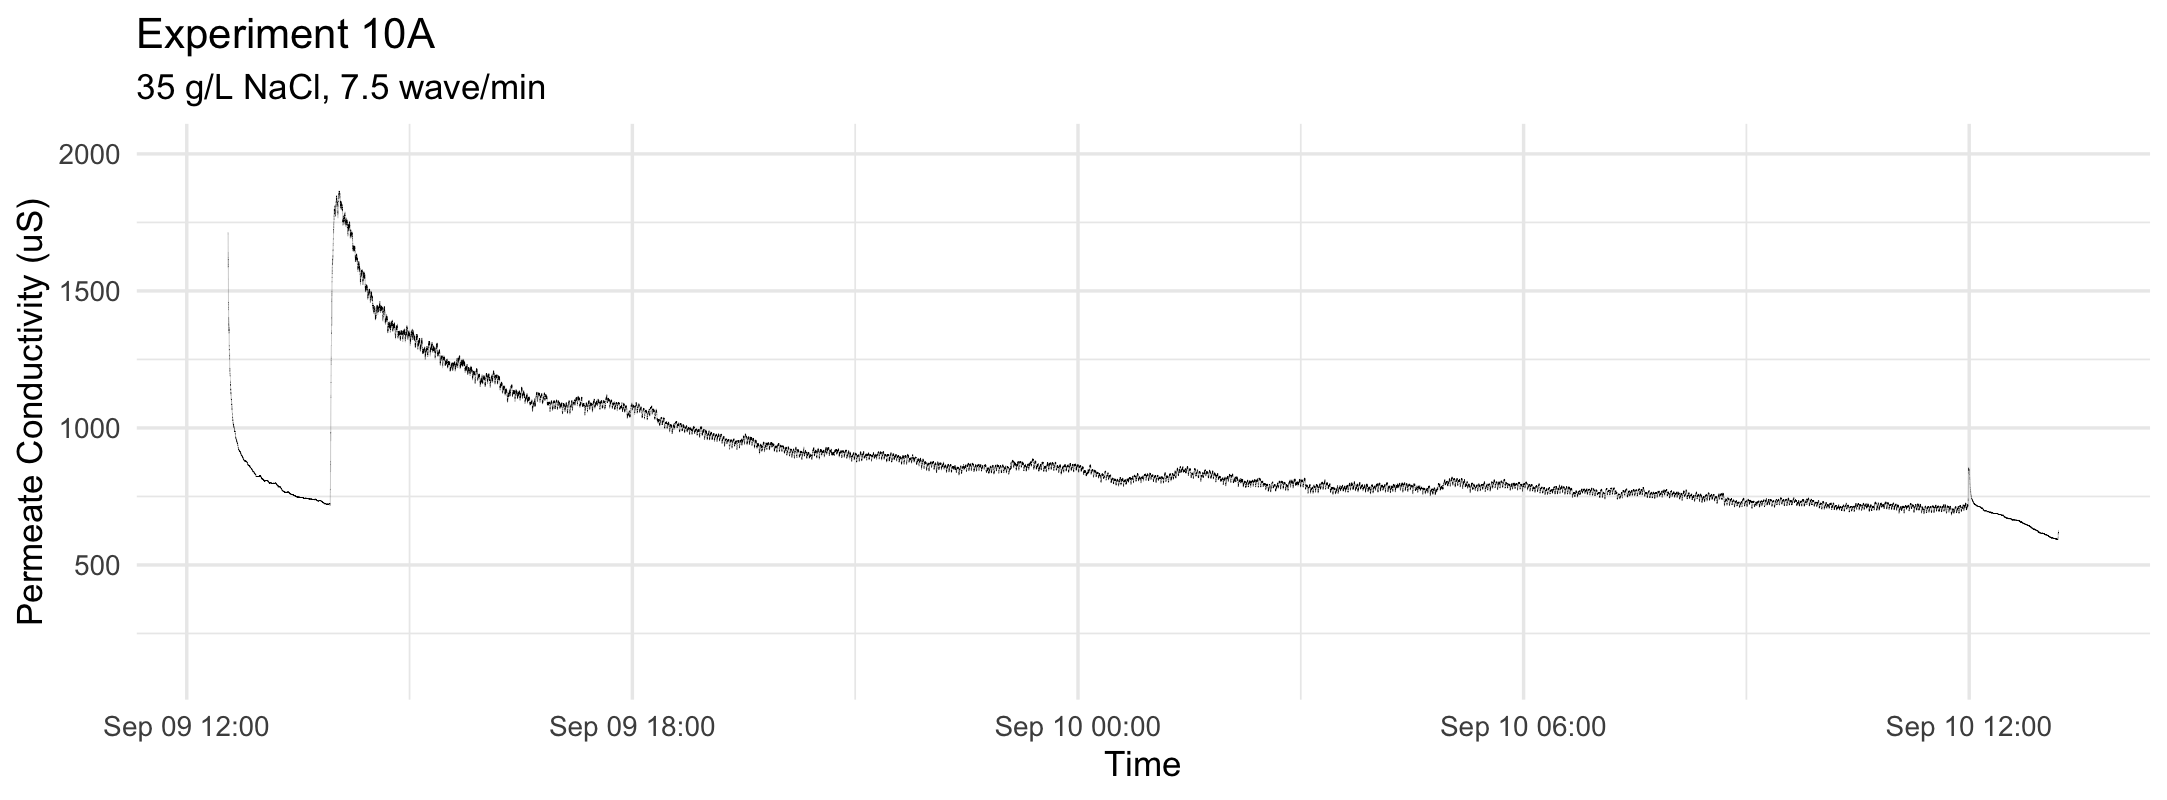 Experiment 10A
35 g/L NaCl, 7.5 wave/min
Permeate Conductivity (uS)
2000
1500
1000
500
Sep 09 12:00
Sep 09 18:00
Sep 10 00:00
Sep 10 06:00
Sep 10 12:00
Time